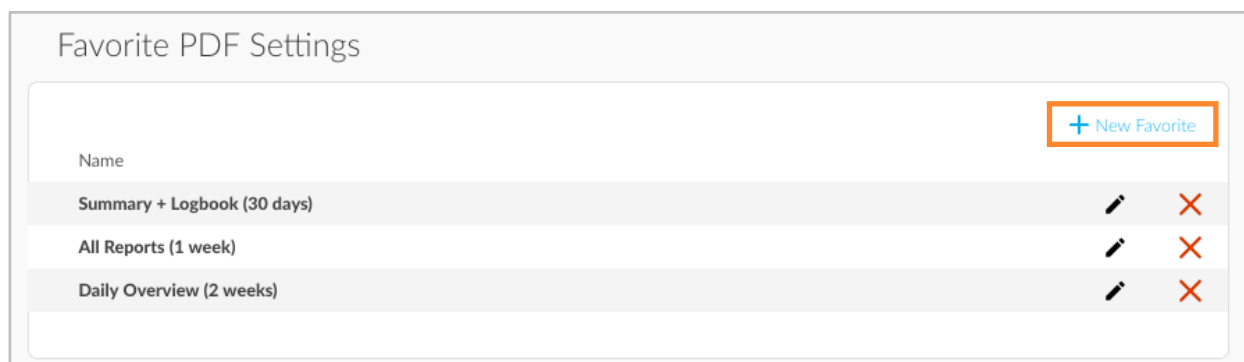 Favorite PDF Settings
New Favorite
Name
Summary + Logbook (30 days)
All Reports (1 week)
Daily Overview (2 weeks)